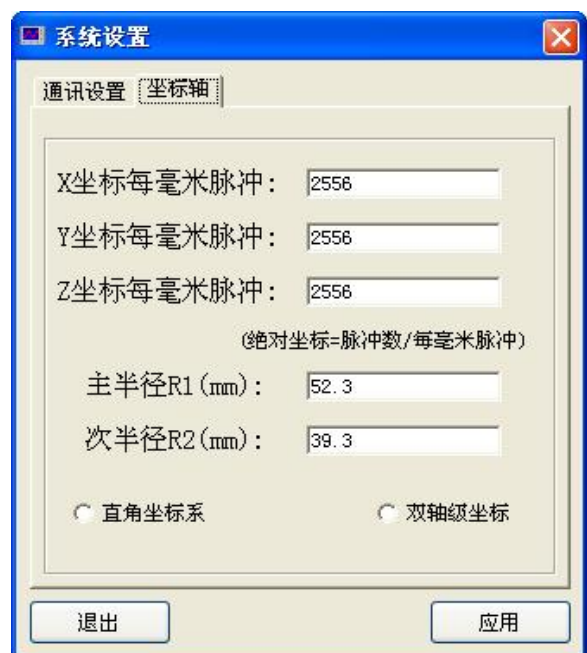 系统设置
通讯设置 坐标轴
X坐标每毫米脉冲: 2556
Y坐标每毫米脉冲: 2556
Z坐标每毫米脉冲: 2556
(绝对坐标=脉冲数/每毫米脉冲)
主半径R1(mm): 52.3
次半径R2(mm): 39.3
直角坐标系 双轴级坐标
退出 应用